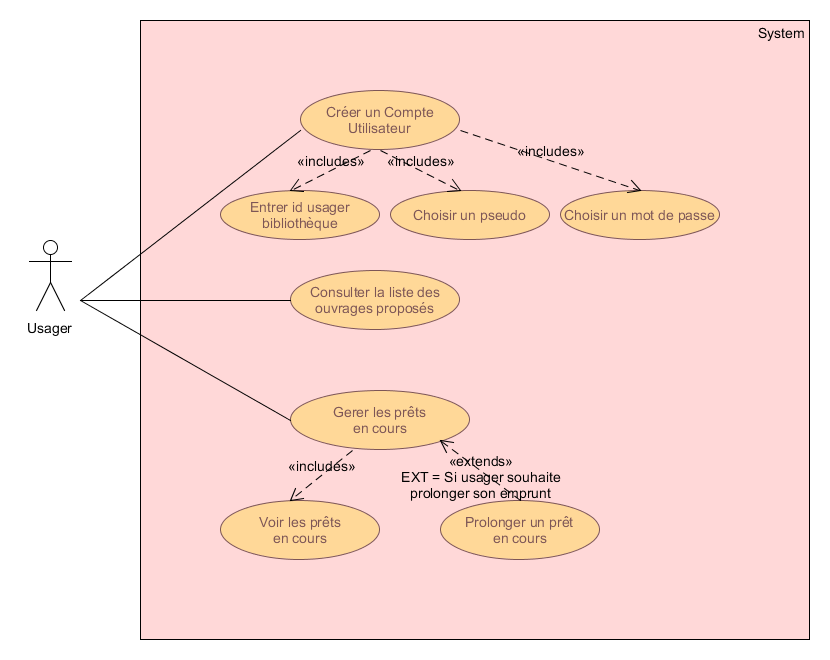 System
Créer un Compte
Utilisateur
«includes»
«includes»
«includes»
Entrer id usager
bibliothèque
Choisir un pseudo
Choisir un mot de passe
Usager
Consulter la liste des
ouvrages proposés
Gerer les prêts
en cours
«includes»
«extends»
EXT = Si usager souhaite
prolonger son emprunt
Voir les prêts
en cours
Prolonger un prêt
en cours